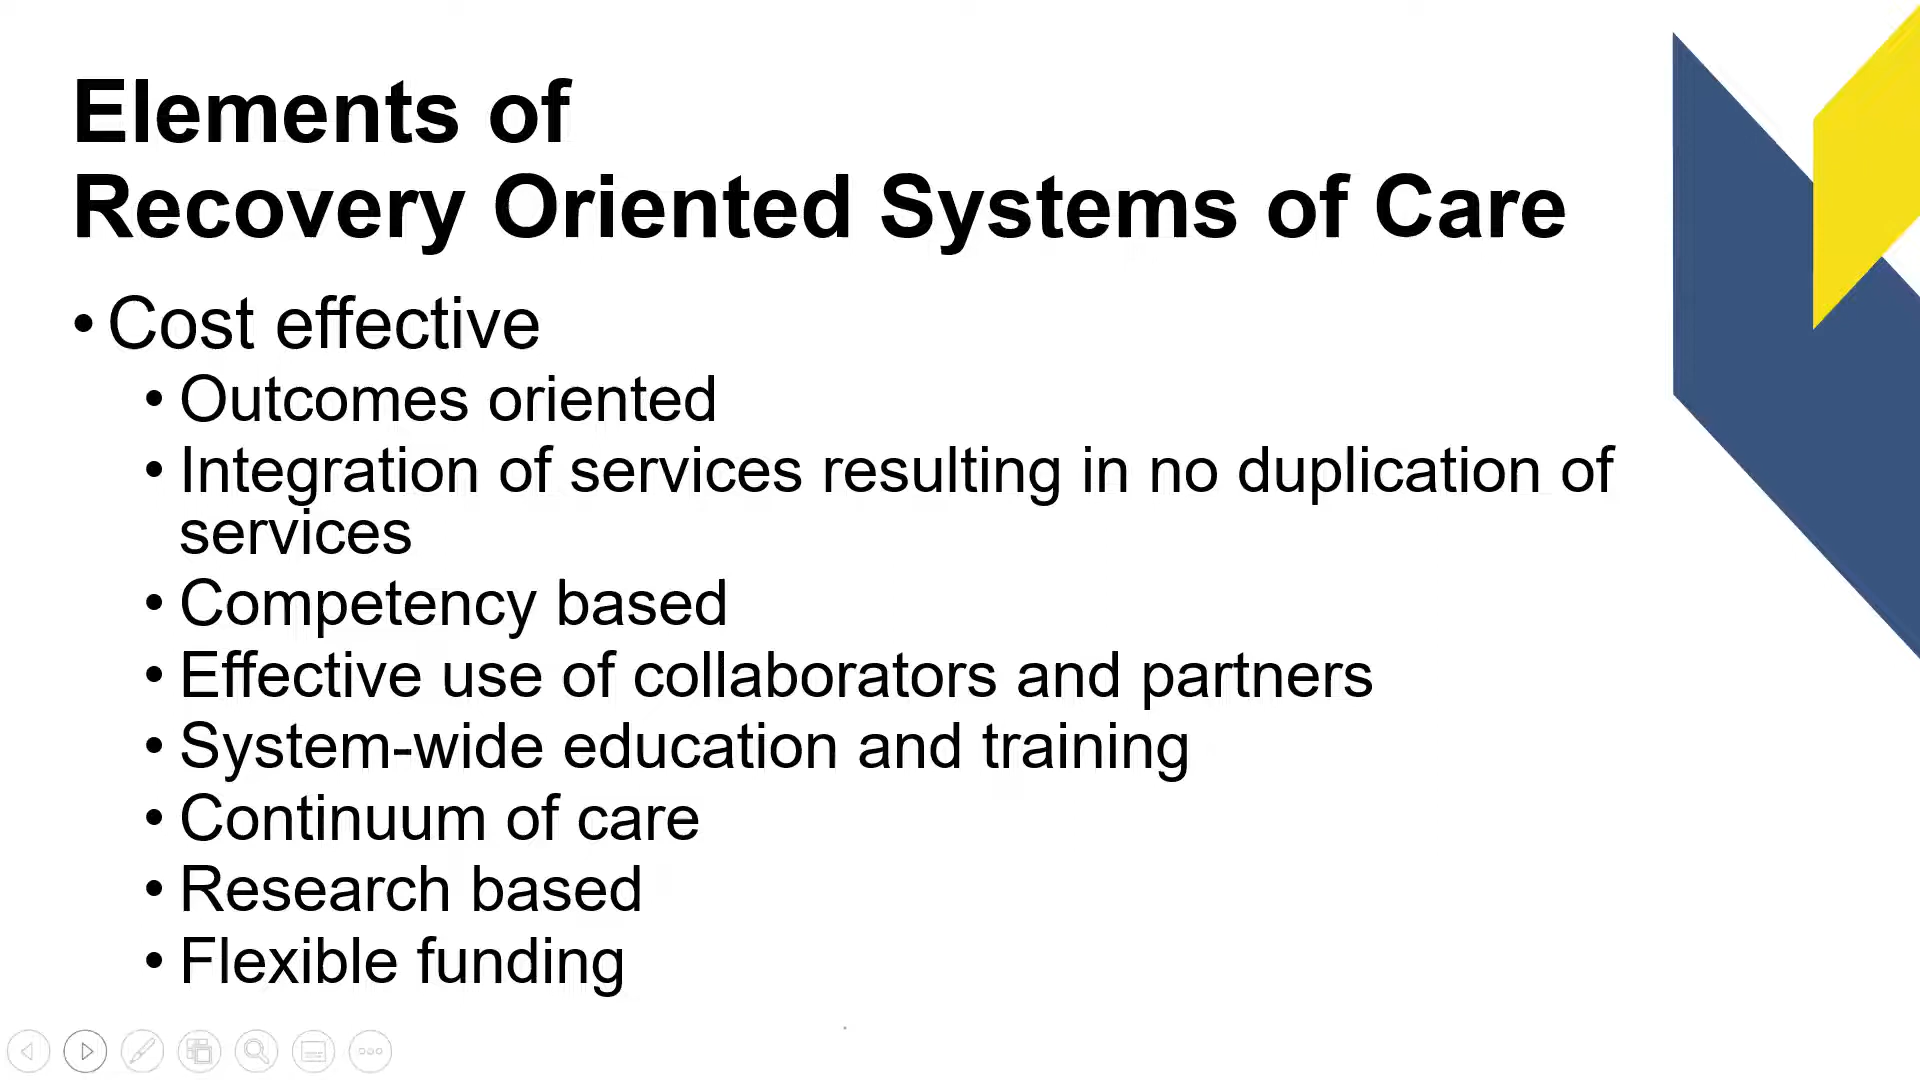 Elements of
Recovery Oriented Systems of Care
• Cost effective
• Outcomes oriented
• Integration of services resulting in no duplication of
services
• Competency based
• Effective use of collaborators and partners
• System-wide education and training
• Continuum of care
• Research based
• Flexible funding